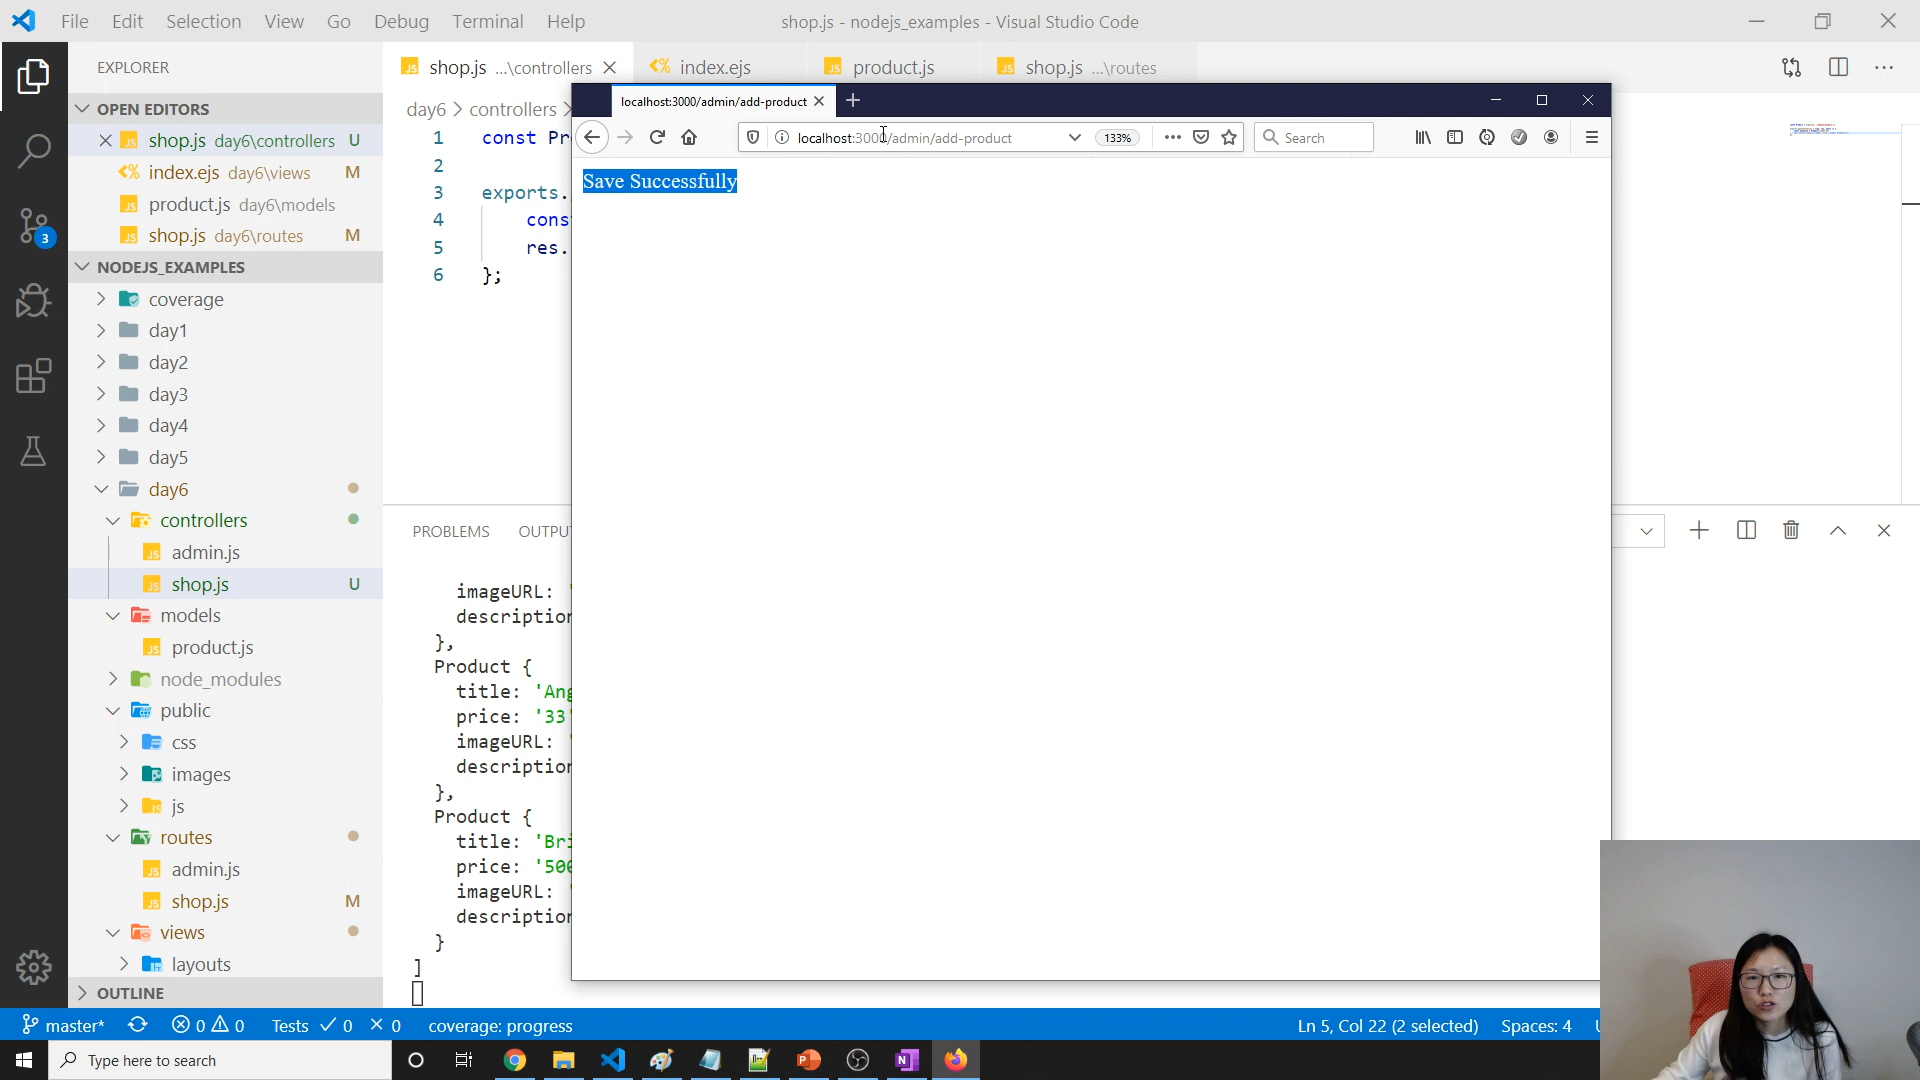 File Edit Selection View Go Debug Terminal Help
shop.js - nodejs_examples - Visual Studio Code
EXPLORER
OPEN EDITORS
shop.js day6\controllers U
index.ejs day6\views M
product.js day6\models
shop.js day6\routes M
NODEJS_EXAMPLES
coverage
day1
day2
day3
day4
day5
day6
controllers
admin.js
shop.js U
models
product.js
node_modules
public
css
images
js
routes
admin.js
shop.js M
views
layouts
OUTLINE
shop.js ...\controllers
index.ejs
product.js
shop.js ...\routes
day6 > controllers >
1 const Pr
2
3 exports.
4 cons
5 res.
6 };
localhost:3000/admin/add-product
localhost:3000/admin/add-product
133%
Search
Save Successfully
PROBLEMS OUTPU
imageURL: '
description
},
Product {
title: 'Ang
price: '33'
imageURL: '
description
},
Product {
title: 'Bri
price: '500
imageURL: '
description
}
]
3
master* 0 0 Tests 0 0 coverage: progress
Ln 5, Col 22 (2 selected) Spaces: 4
Type here to search